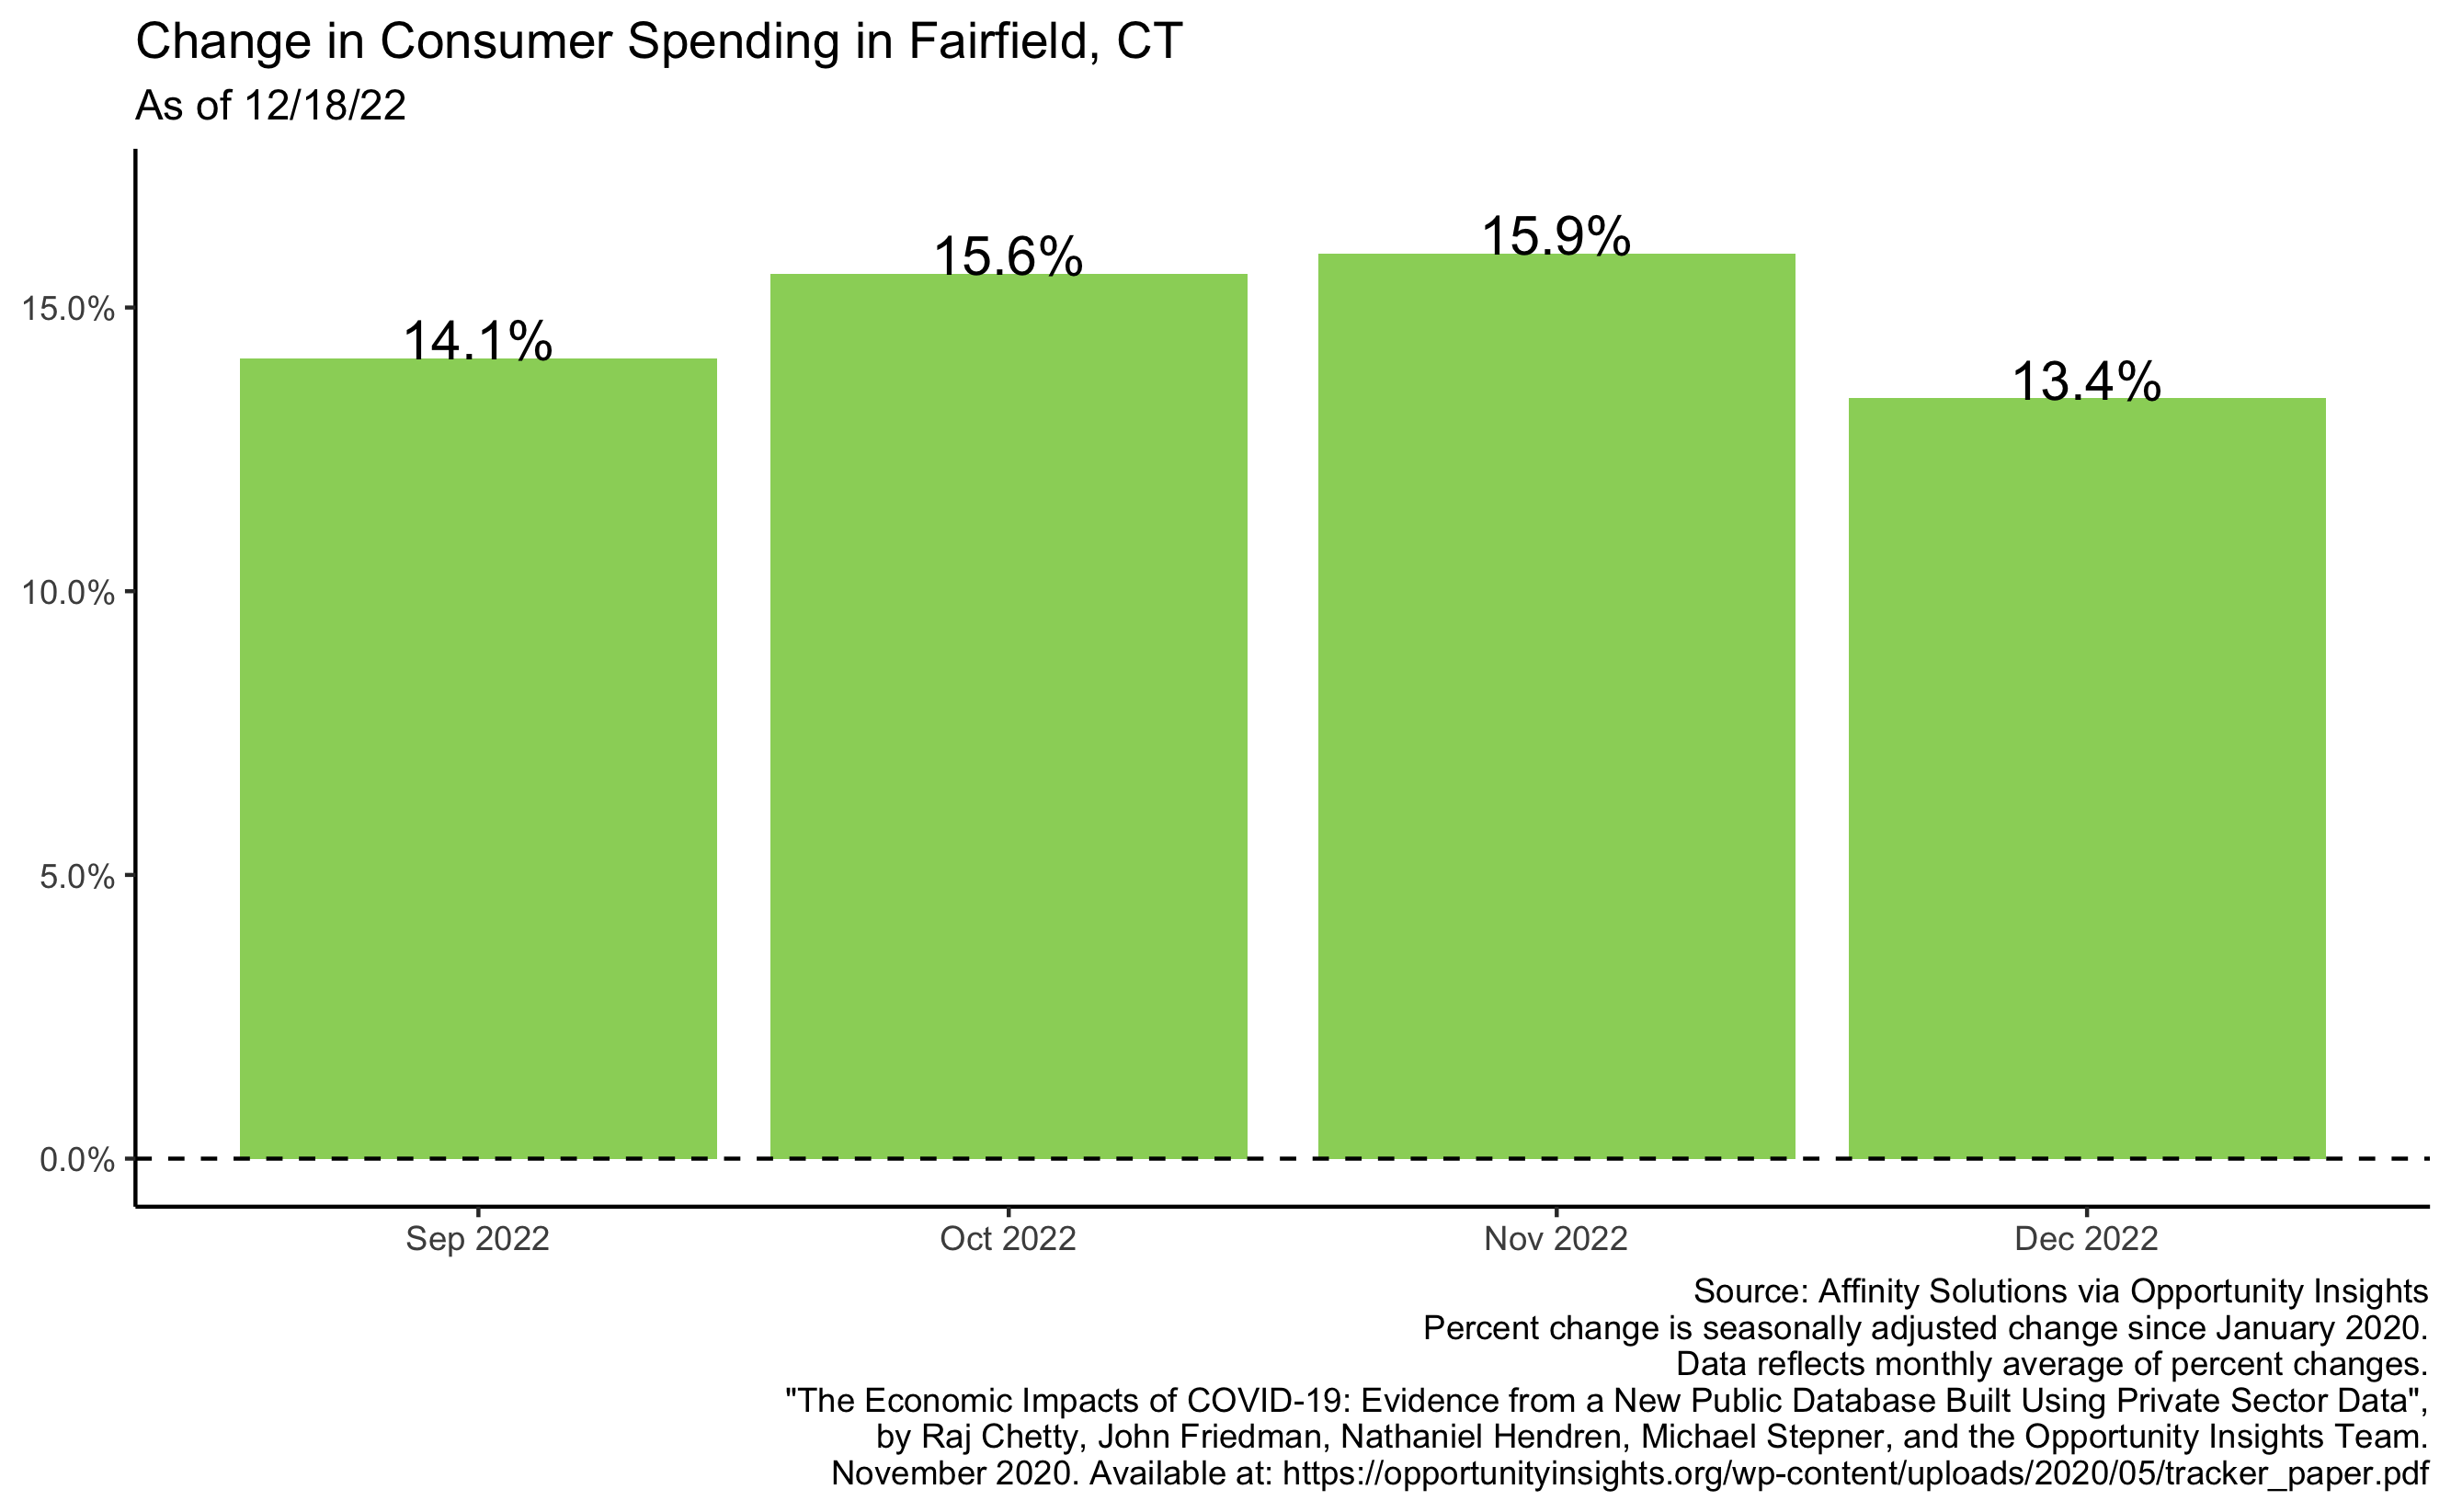 Change in Consumer Spending in Fairfield, CT
As of 12/18/22
14.1%
15.6%
15.9%
13.4%
15.0%
10.0%
5.0%
0.0%
Sep 2022
Oct 2022
Nov 2022
Dec 2022
Source: Affinity Solutions via Opportunity Insights
Percent change is seasonally adjusted change since January 2020.
Data reflects monthly average of percent changes.
"The Economic Impacts of COVID-19: Evidence from a New Public Database Built Using Private Sector Data",
by Raj Chetty, John Friedman, Nathaniel Hendren, Michael Stepner, and the Opportunity Insights Team.
November 2020. Available at: https://opportunityinsights.org/wp-content/uploads/2020/05/tracker_paper.pdf